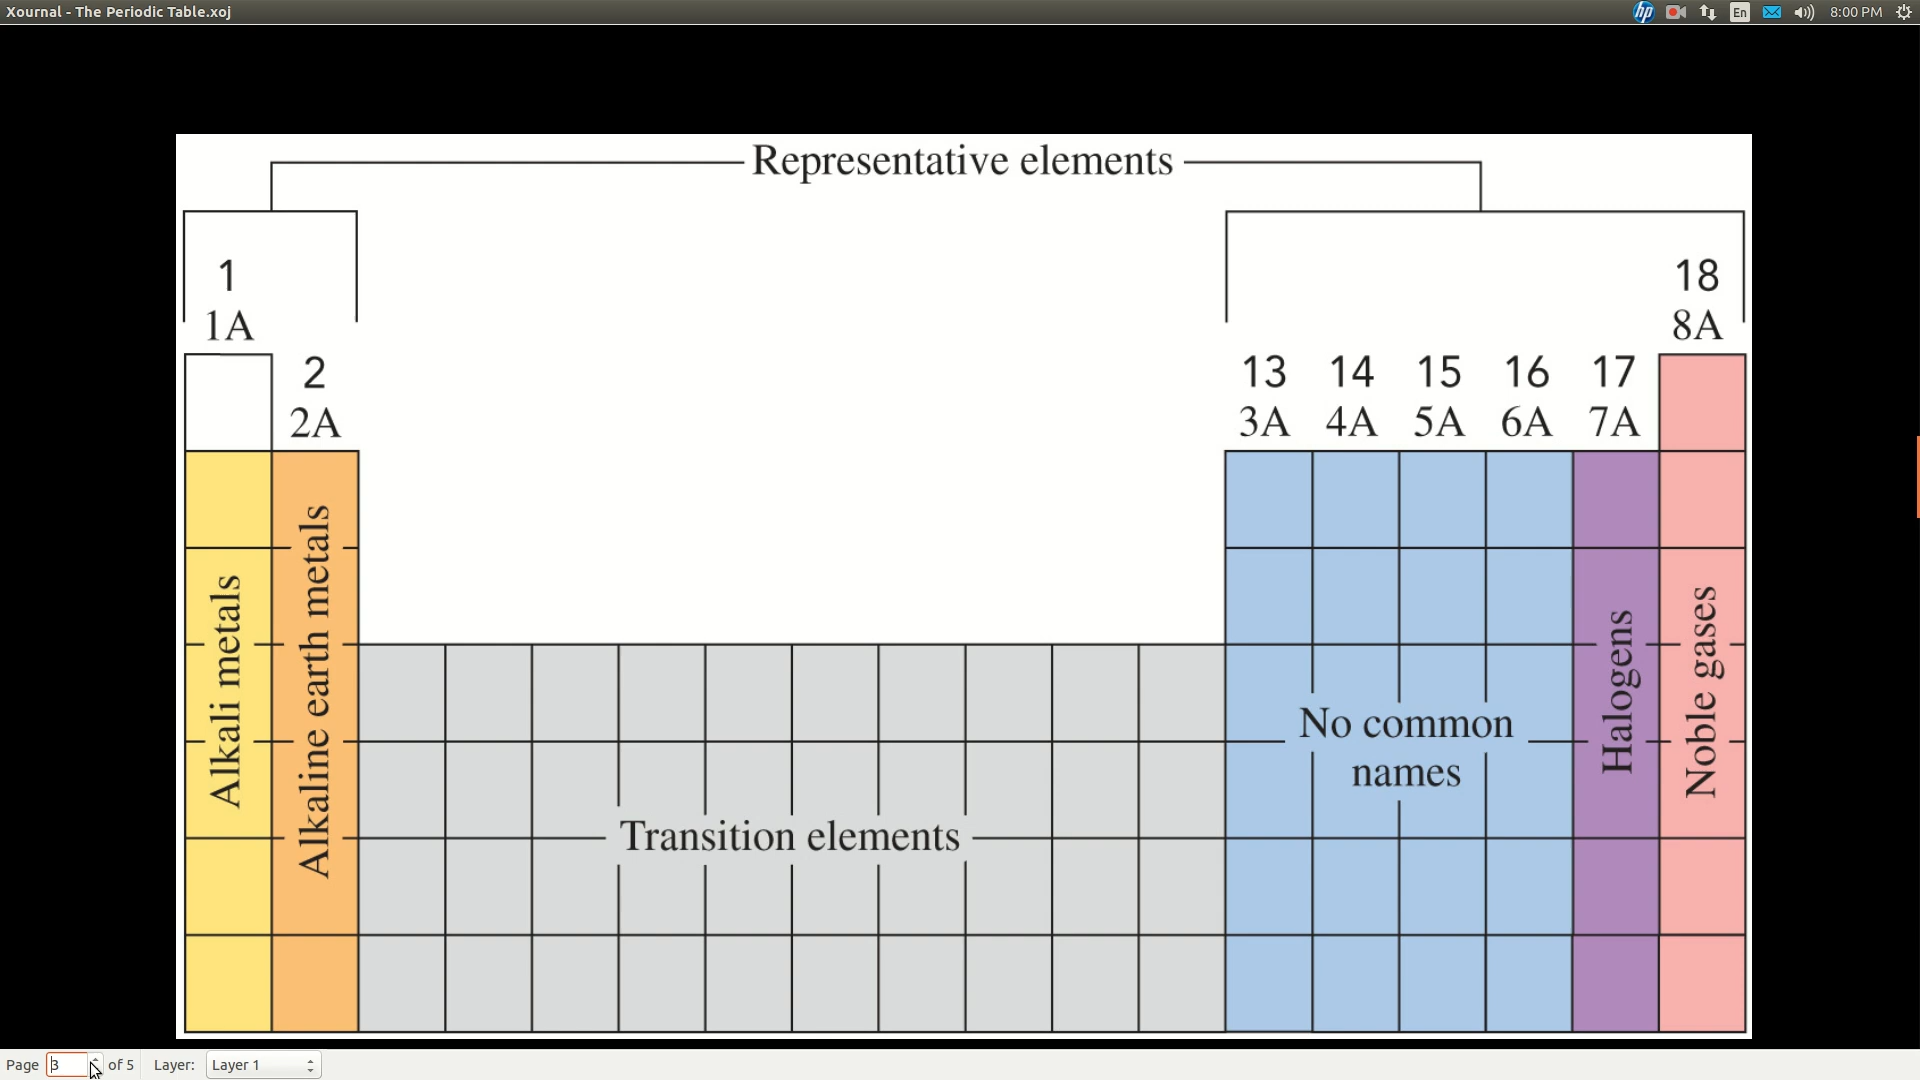 Xournal - The Periodic Table.xoj
hp
En
8:00 PM
Representative elements
1
1A
2
2A
13
3A
14
4A
15
5A
16
6A
17
7A
18
8A
Alkali metals
Alkaline earth metals
Transition elements
No common
names
Halogens
Noble gases
Page 3 of 5 Layer: Layer 1